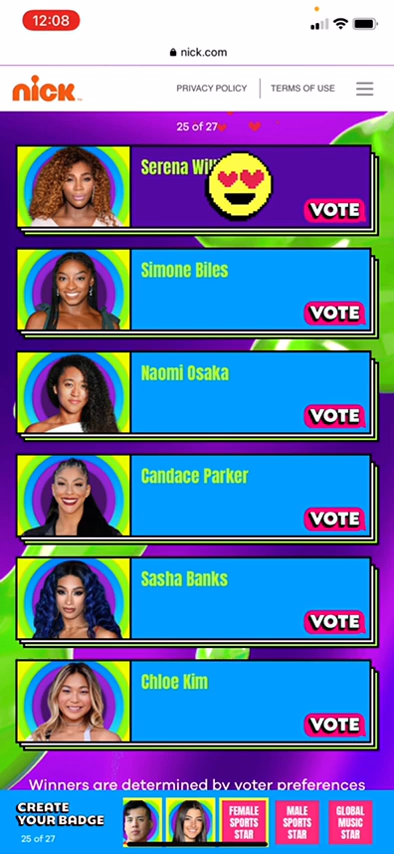 12:08
nick.com
nick
PRIVACY POLICY
TERMS OF USE
25 of 27
Serena
VOTE
Simone Biles
VOTE
Naomi Osaka
VOTE
Candace Parker
VOTE
Sasha Banks
VOTE
Chloe Kim
VOTE
Winners are determined by voter preferences
CREATE
YOUR BADGE
25 of 27
FEMALE
SPORTS
STAR
MALE
SPORTS
STAR
GLOBAL
MUSIC
STAR